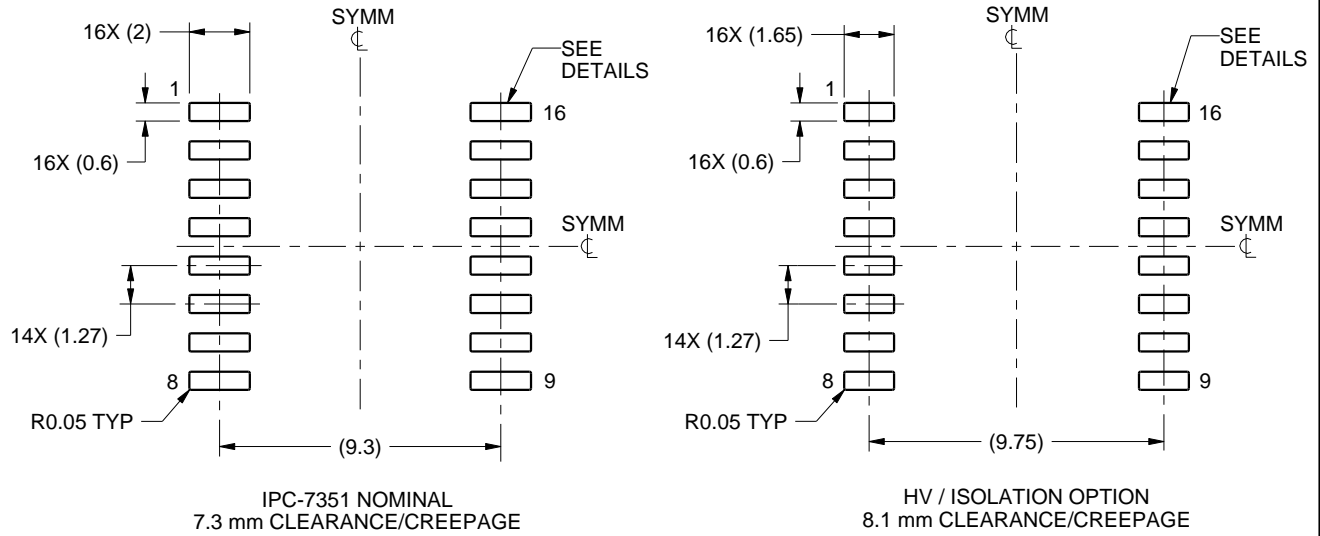 SYMM
16X (2)
SEE
DETAILS
1
16
16X (0.6)
SYMM
14X (1.27)
8
9
R0.05 TYP
(9.3)
IPC-7351 NOMINAL
7.3 mm CLEARANCE/CREEPAGE
SYMM
16X (1.65)
SEE
DETAILS
1
16
16X (0.6)
SYMM
14X (1.27)
8
9
R0.05 TYP
(9.75)
HV / ISOLATION OPTION
8.1 mm CLEARANCE/CREEPAGE